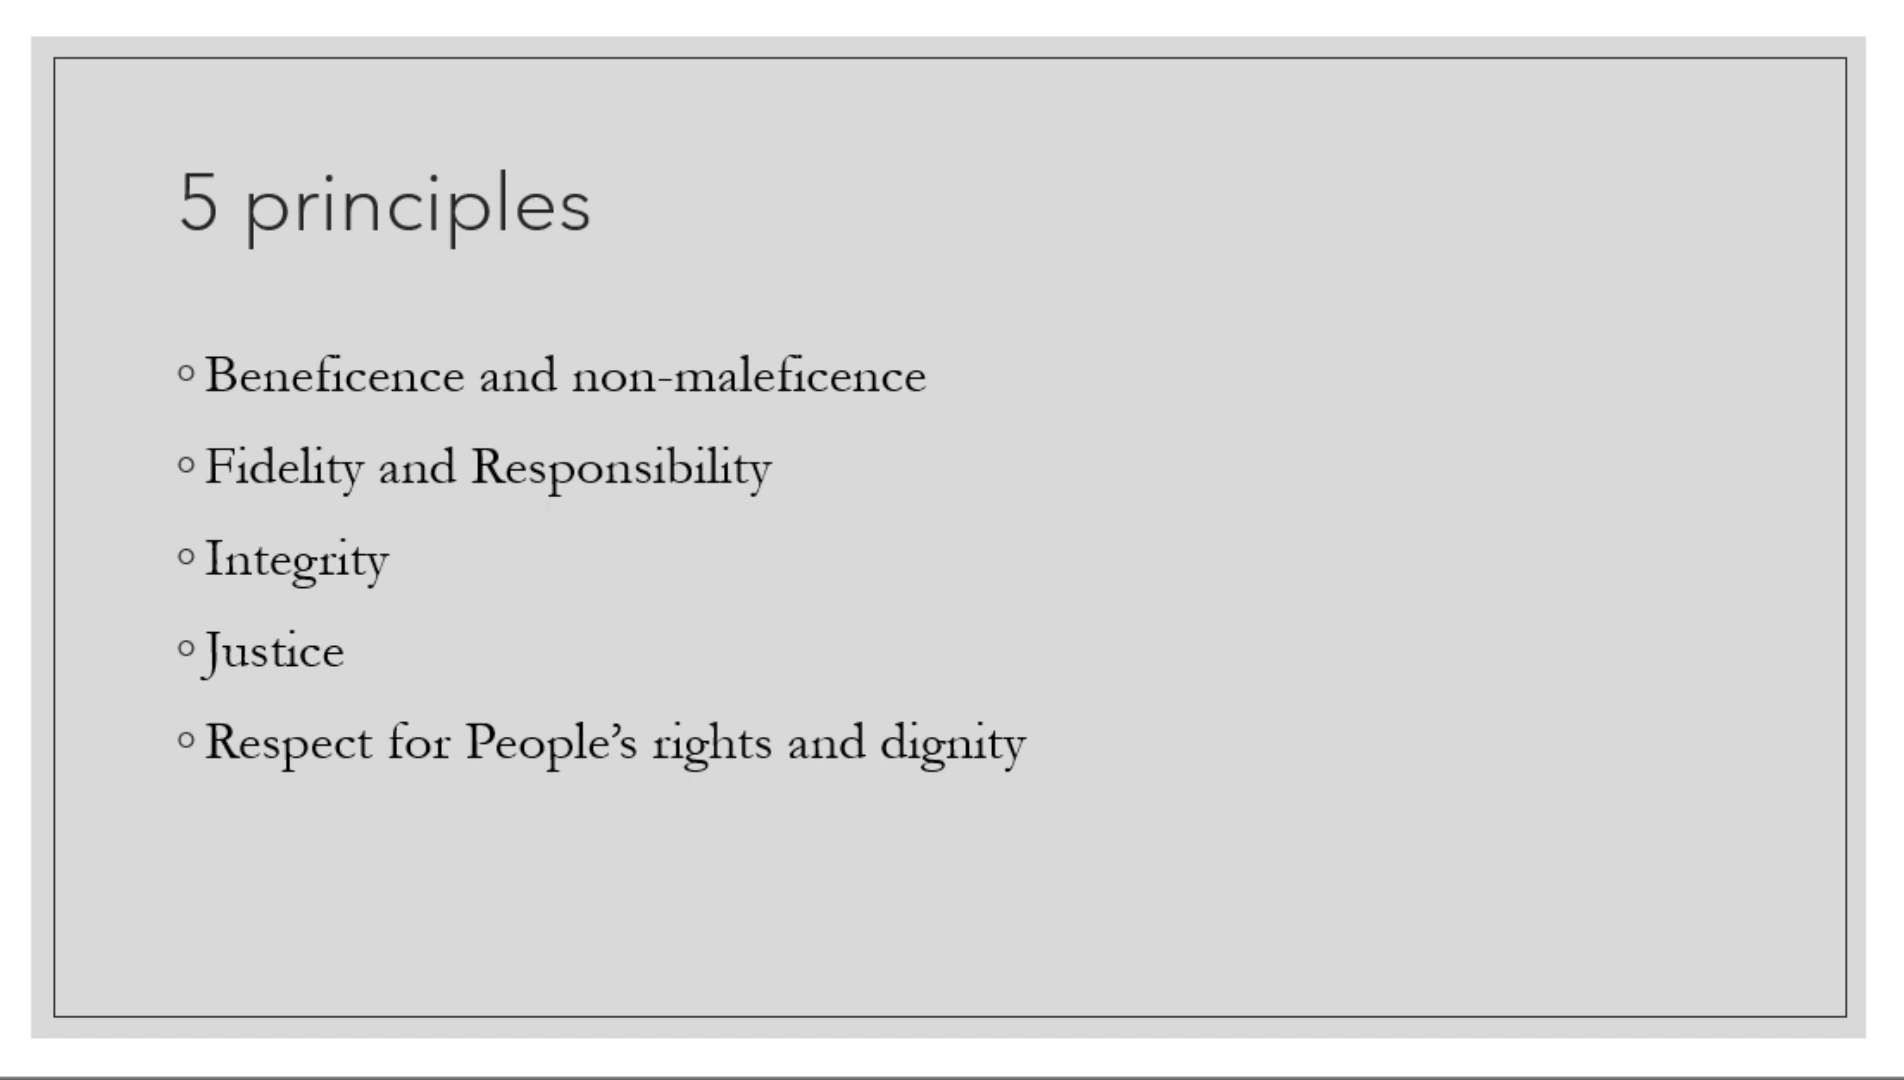 5 principles
Beneficence and non-maleficence
Fidelity and Responsibility
Integrity
Justice
Respect for People’s rights and dignity